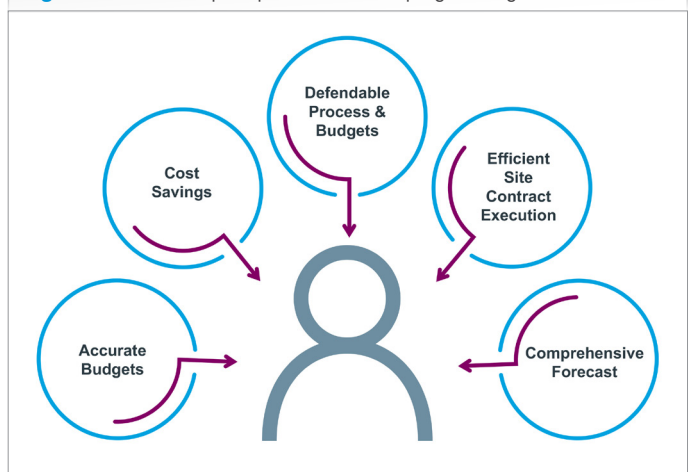 Defendable
Process &
Budgets
Cost
Savings
Efficient
Site
Contract
Execution
Accurate
Budgets
Comprehensive
Forecast